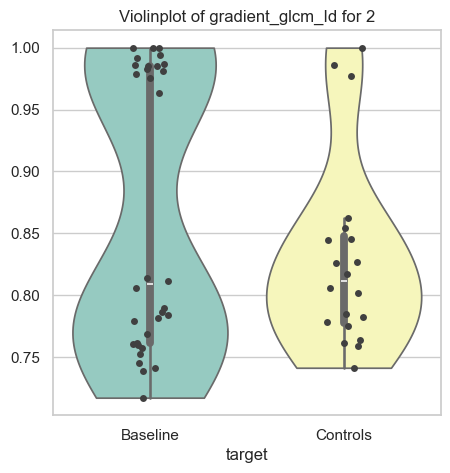 Violinplot of gradient_glcm_Id for 2
1.00
0.95
0.90
0.85
0.80
0.75
Baseline
Controls
target